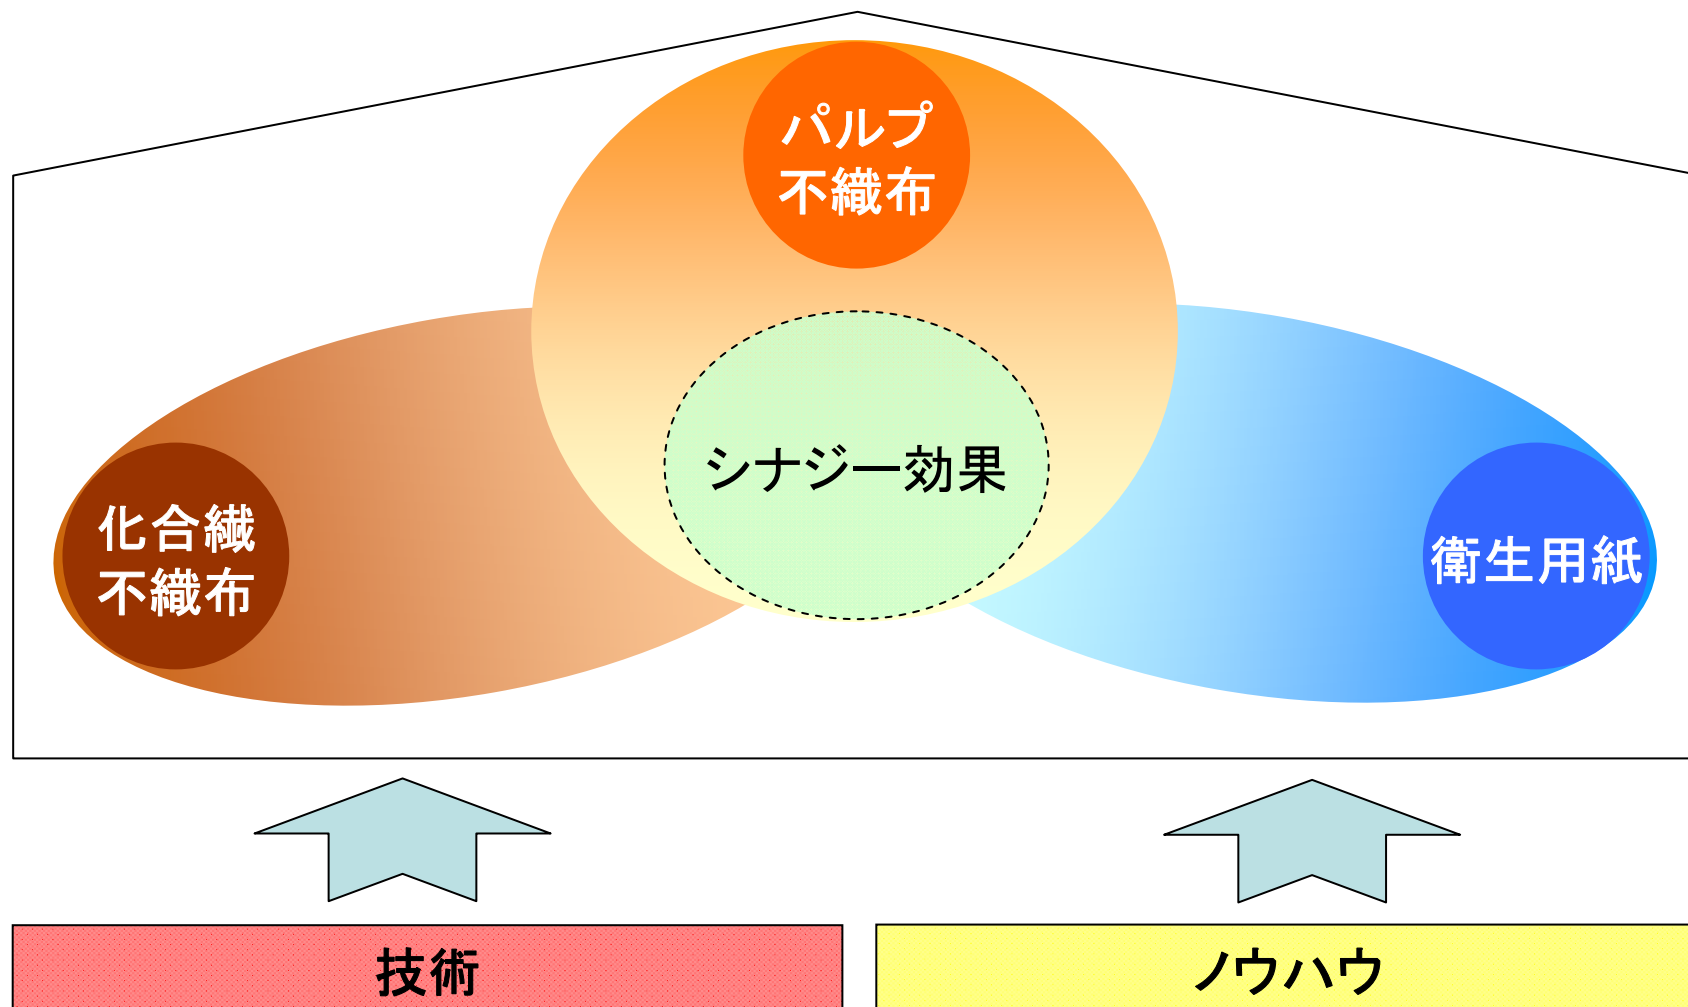 パルプ
不織布
シナジー効果
化合繊
不織布
衛生用紙
技術
ノウハウ